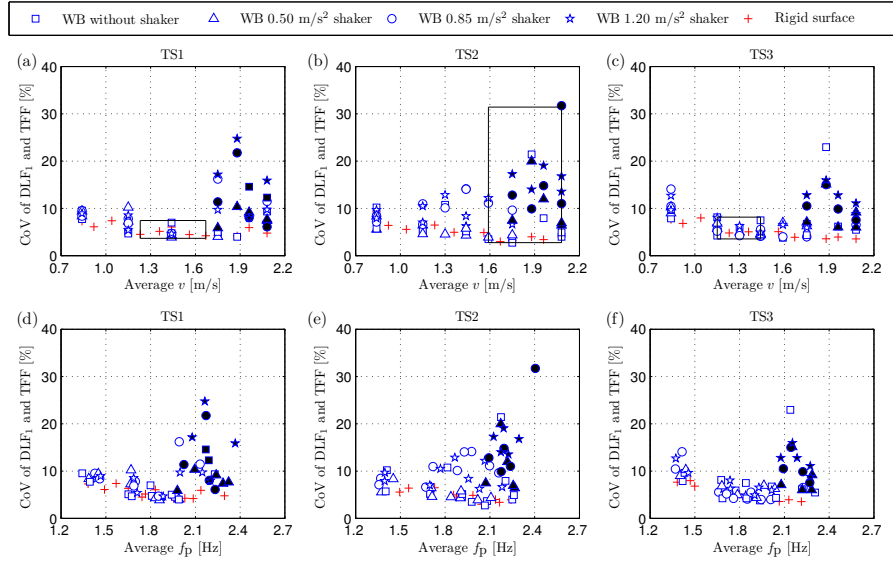 WB without shaker WB 0.50 m/s² shaker WB 0.85 m/s² shaker WB 1.20 m/s² shaker Rigid surface
(a) TS1 (b) TS2 (c) TS3
CoV of DLF₁ and TFF [%] CoV of DLF₁ and TFF [%] CoV of DLF₁ and TFF [%]
40 40 40
30 30 30
20 20 20
10 10 10
0 0 0
0.7 1.0 1.3 1.6 1.9 2.2 0.7 1.0 1.3 1.6 1.9 2.2 0.7 1.0 1.3 1.6 1.9 2.2
Average v [m/s] Average v [m/s] Average v [m/s]
(d) TS1 (e) TS2 (f) TS3
CoV of DLF₁ and TFF [%] CoV of DLF₁ and TFF [%] CoV of DLF₁ and TFF [%]
40 40 40
30 30 30
20 20 20
10 10 10
0 0 0
1.2 1.5 1.8 2.1 2.4 2.7 1.2 1.5 1.8 2.1 2.4 2.7 1.2 1.5 1.8 2.1 2.4 2.7
Average fp [Hz] Average fp [Hz] Average fp [Hz]